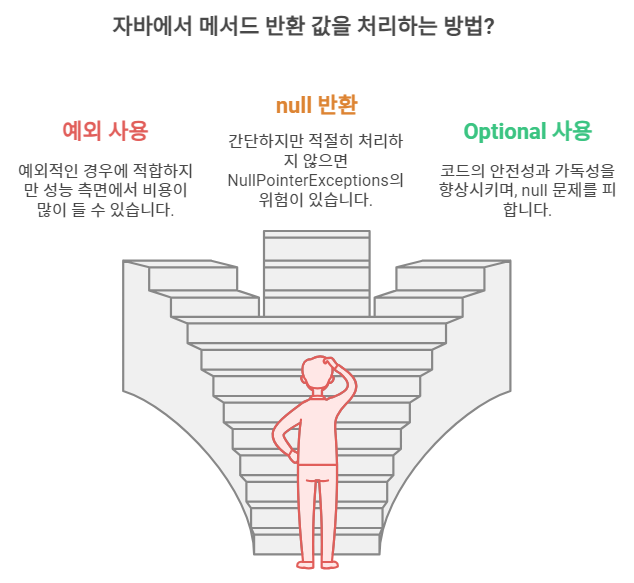 자바에서 메서드 반환 값을 처리하는 방법?
예외 사용
예외적인 경우에 적합하지
만 성능 측면에서 비용이
많이 들 수 있습니다.
null 반환
간단하지만 적절히 처리하
지 않으면
NullPointerExceptions의
위험이 있습니다.
Optional 사용
코드의 안전성과 가독성을
향상시키며, null 문제를 피
합니다.